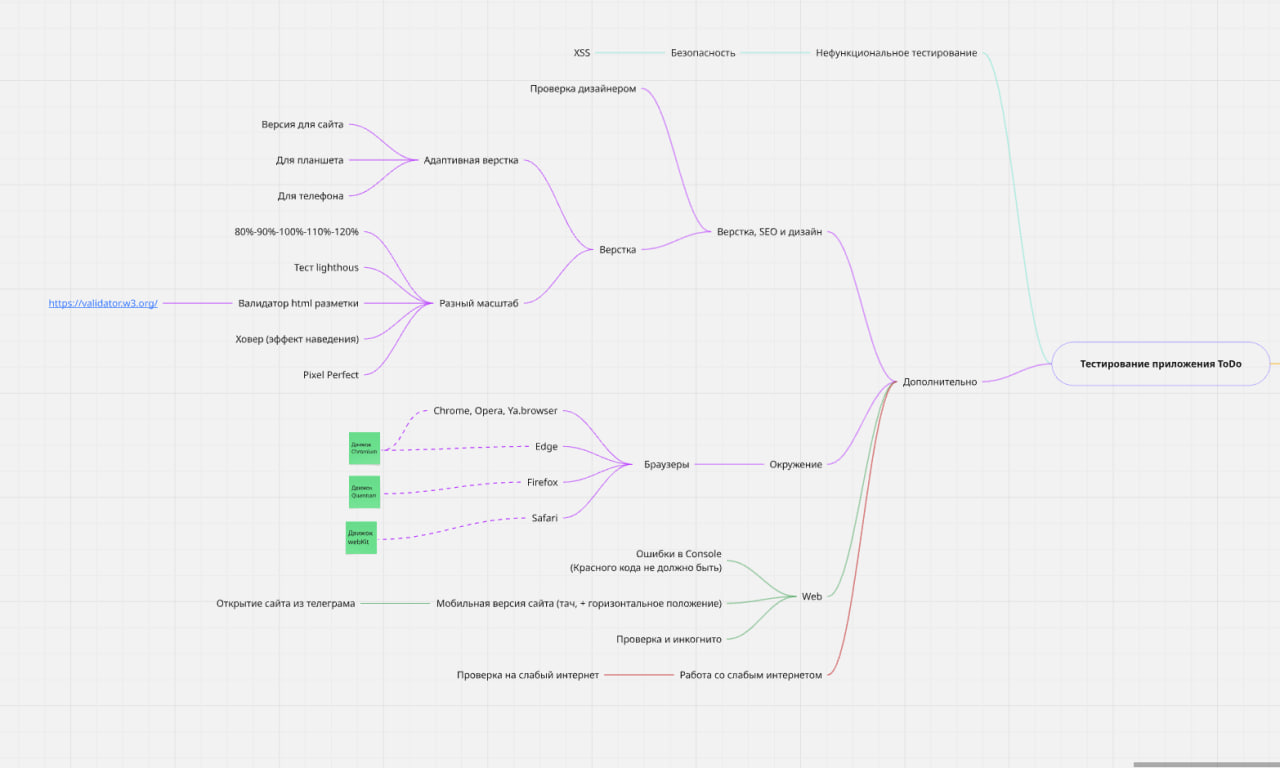 XSS
Безопасность
Нефункциональное тестирование
Проверка дизайнером
Версия для сайта
Для планшета
Адаптивная верстка
Для телефона
80%-90%-100%-110%-120%
Верстка, SEO и дизайн
Верстка
Тест lighthous
https://validator.w3.org/
Валидатор html разметки
Разный масштаб
Ховер (эффект наведения)
Pixel Perfect
Тестирование приложения ToDo
Дополнительно
Chrome, Opera, Ya.browser
Движок
Chromium
Edge
Браузеры
Окружение
Движок
Quantum
Firefox
Safari
Движок
webKit
Ошибки в Console
(Красного кода не должно быть)
Web
Открытие сайта из телеграма
Мобильная версия сайта (тач, + горизонтальное положение)
Проверка и инкогнито
Проверка на слабый интернет
Работа со слабым интернетом